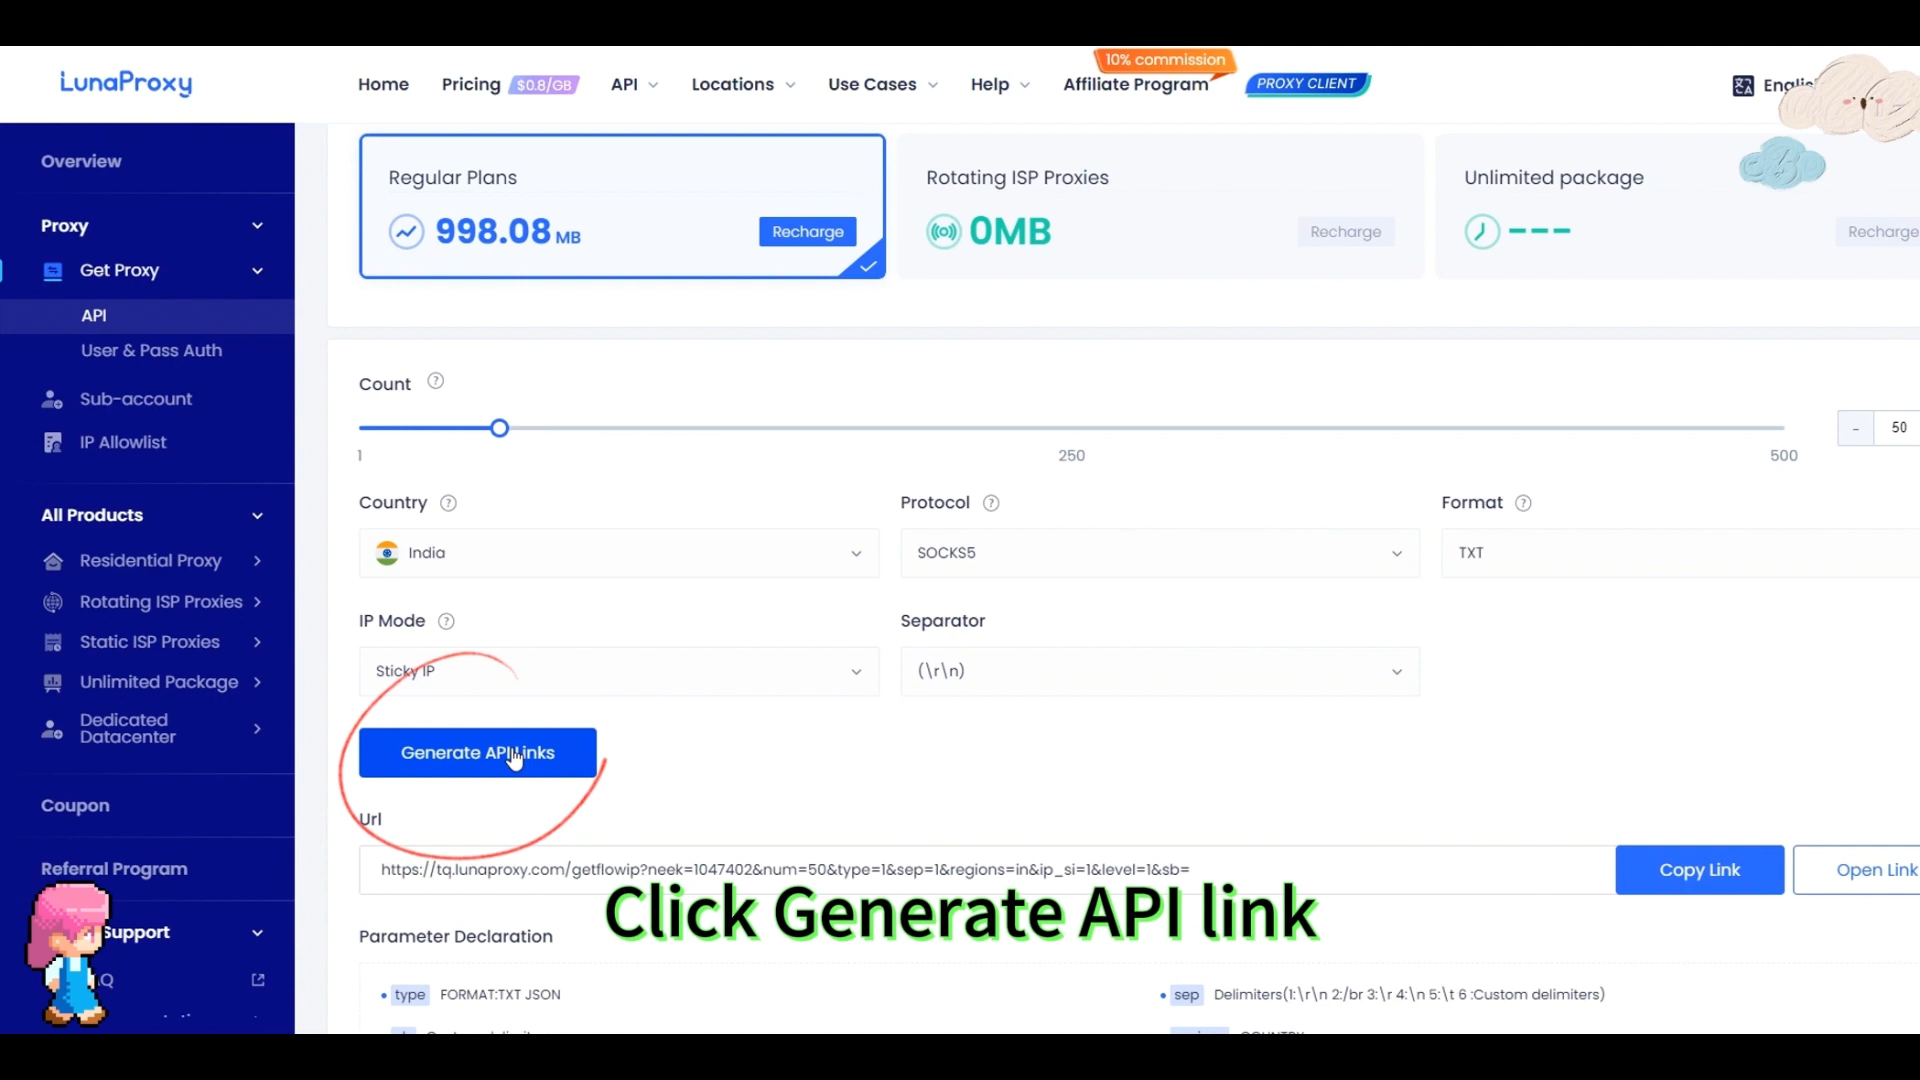 LunaProxy
Home
Pricing
$0.8/GB
API
Locations
Use Cases
Help
10% commission
Affiliate Program
PROXY CLIENT
Overview
Proxy
Get Proxy
API
User & Pass Auth
Sub-account
IP Allowlist
All Products
Residential Proxy
Rotating ISP Proxies
Static ISP Proxies
Unlimited Package
Dedicated
Datacenter
Coupon
Referral Program
Support
Regular Plans
998.08 MB
Recharge
Rotating ISP Proxies
0MB
Recharge
Unlimited package
---
Recharge
Count
1
250
500
-
50
Country
India
Protocol
SOCKS5
Format
TXT
IP Mode
Sticky IP
Separator
(\r\n)
Generate API Links
Url
https://tq.lunaproxy.com/getflowip?neek=1047402&num=50&type=1&sep=1&regions=in&ip_si=1&level=1&sb=
Copy Link
Open Link
Click Generate API link
Parameter Declaration
type FORMAT:TXT JSON
sep Delimiters(1:\r\n 2:/br 3:\r 4:\n 5:\t 6 :Custom delimiters)